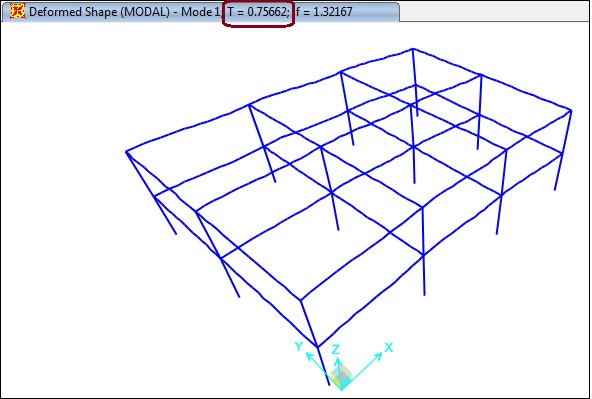 Deformed Shape (MODAL) - Mode 1; T = 0.75662; f = 1.32167
Y
Z
X